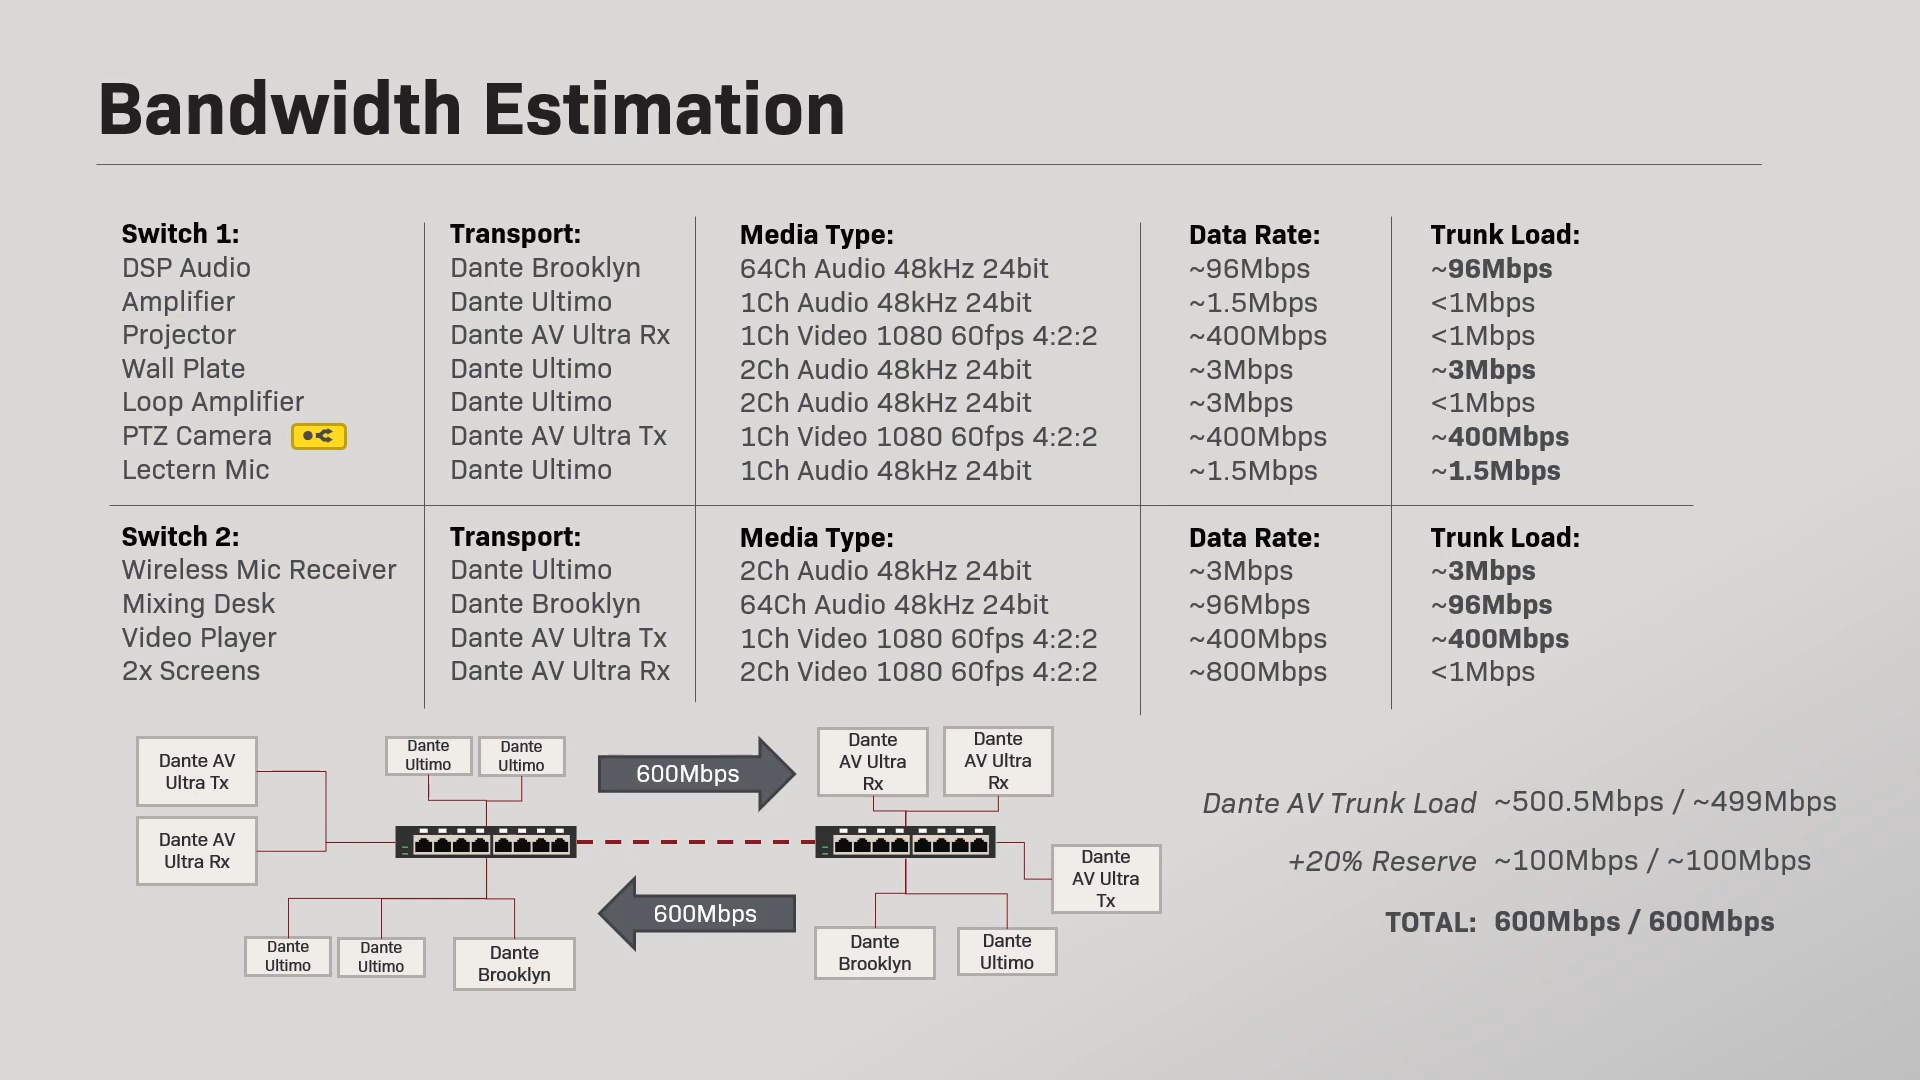 Bandwidth Estimation
Switch 1: Transport: Media Type: Data Rate: Trunk Load:
DSP Audio Dante Brooklyn 64Ch Audio 48kHz 24bit ~96Mbps ~96Mbps
Amplifier Dante Ultimo 1Ch Audio 48kHz 24bit ~1.5Mbps <1Mbps
Projector Dante AV Ultra Rx 1Ch Video 1080 60fps 4:2:2 ~400Mbps <1Mbps
Wall Plate Dante Ultimo 2Ch Audio 48kHz 24bit ~3Mbps ~3Mbps
Loop Amplifier Dante Ultimo 2Ch Audio 48kHz 24bit ~3Mbps <1Mbps
PTZ Camera Dante AV Ultra Tx 1Ch Video 1080 60fps 4:2:2 ~400Mbps ~400Mbps
Lectern Mic Dante Ultimo 1Ch Audio 48kHz 24bit ~1.5Mbps ~1.5Mbps
Switch 2: Transport: Media Type: Data Rate: Trunk Load:
Wireless Mic Receiver Dante Ultimo 2Ch Audio 48kHz 24bit ~3Mbps ~3Mbps
Mixing Desk Dante Brooklyn 64Ch Audio 48kHz 24bit ~96Mbps ~96Mbps
Video Player Dante AV Ultra Tx 1Ch Video 1080 60fps 4:2:2 ~400Mbps ~400Mbps
2x Screens Dante AV Ultra Rx 2Ch Video 1080 60fps 4:2:2 ~800Mbps <1Mbps
Dante AV
Ultra Tx
Dante AV
Ultra Rx
Dante
Ultimo
Dante
Ultimo
Dante
Ultimo
Dante
Ultimo
Dante
Brooklyn
600Mbps
600Mbps
Dante
AV Ultra
Rx
Dante
AV Ultra
Rx
Dante
AV Ultra
Tx
Dante
Brooklyn
Dante
Ultimo
Dante AV Trunk Load ~500.5Mbps / ~499Mbps
+20% Reserve ~100Mbps / ~100Mbps
TOTAL: 600Mbps / 600Mbps